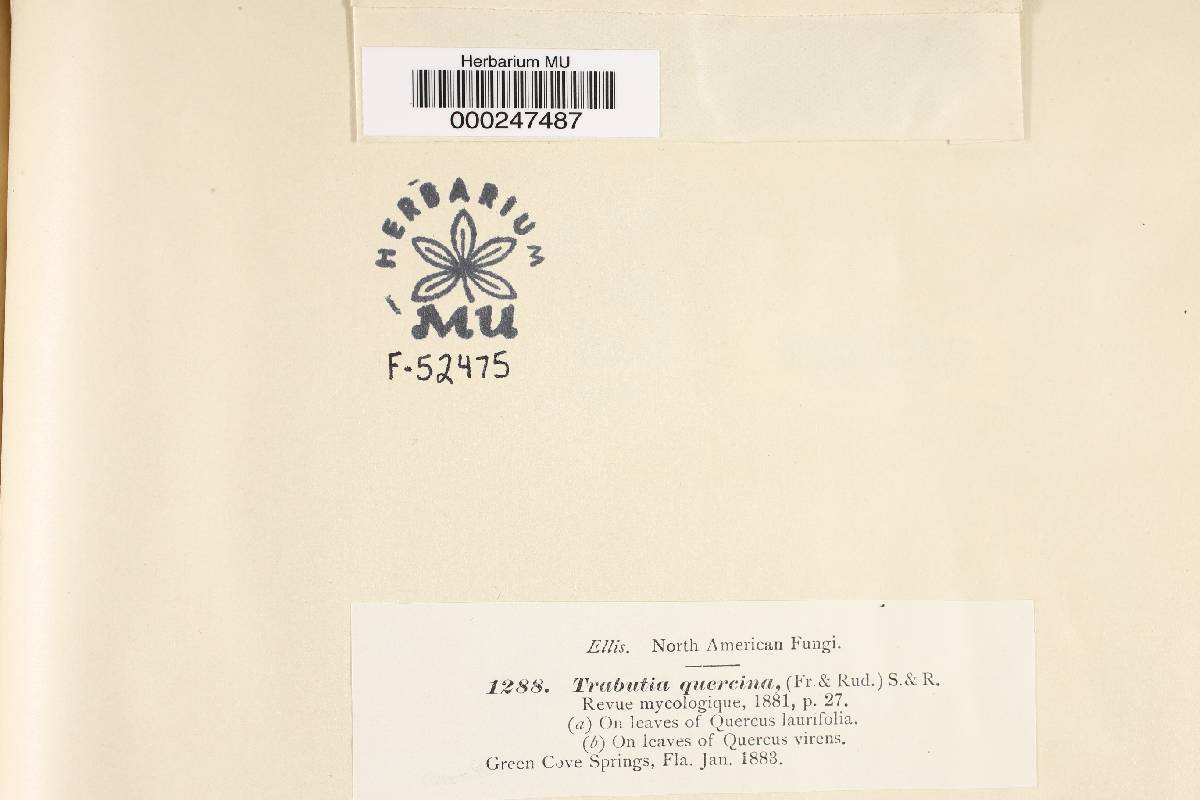 Herbarium MU
000247487
HERBARIUM
MU
F-52475
Ellis. North American Fungi.
1288. Trabutia quercina, (Fr. & Rud.) S. & R.
Revue mycologique, 1881, p. 27.
(a) On leaves of Quercus laurifolia.
(b) On leaves of Quercus virens.
Green Cove Springs, Fla. Jan. 1883.